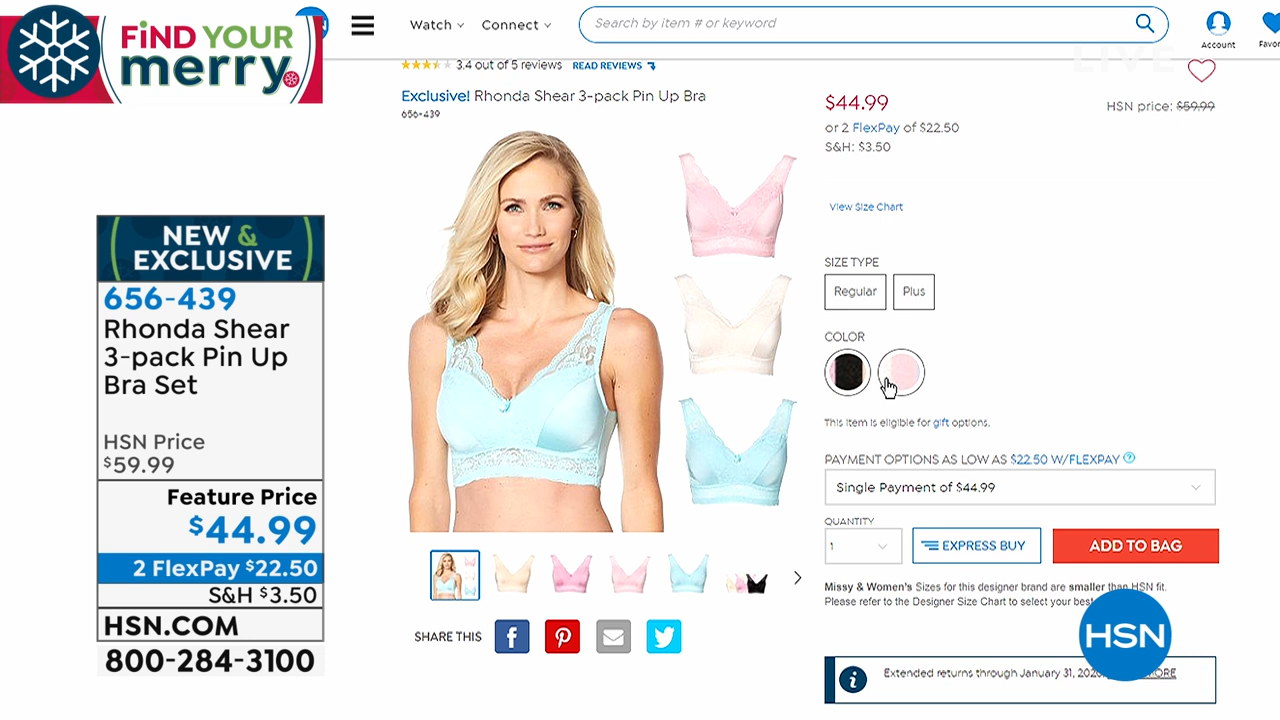 FiND YOUR
merry.
Watch
Connect
Search by item # or keyword
Account
LIVE
3.4 out of 5 reviews READ REVIEWS
Exclusive! Rhonda Shear 3-pack Pin Up Bra
656-439
$44.99
HSN price: $59.99
or 2 FlexPay of $22.50
S&H: $3.50
View Size Chart
SIZE TYPE
Regular
Plus
COLOR
This item is eligible for gift options.
PAYMENT OPTIONS AS LOW AS $22.50 W/FLEXPAY
Single Payment of $44.99
QUANTITY
1
EXPRESS BUY
ADD TO BAG
Missy & Women's Sizes for this designer brand are smaller than HSN fit.
Please refer to the Designer Size Chart to select your best
Extended returns through January 31, 2020.
MORE
HSN
SHARE THIS
NEW &
EXCLUSIVE
656-439
Rhonda Shear
3-pack Pin Up
Bra Set
HSN Price
$59.99
Feature Price
$44.99
2 FlexPay $22.50
S&H $3.50
HSN.COM
800-284-3100